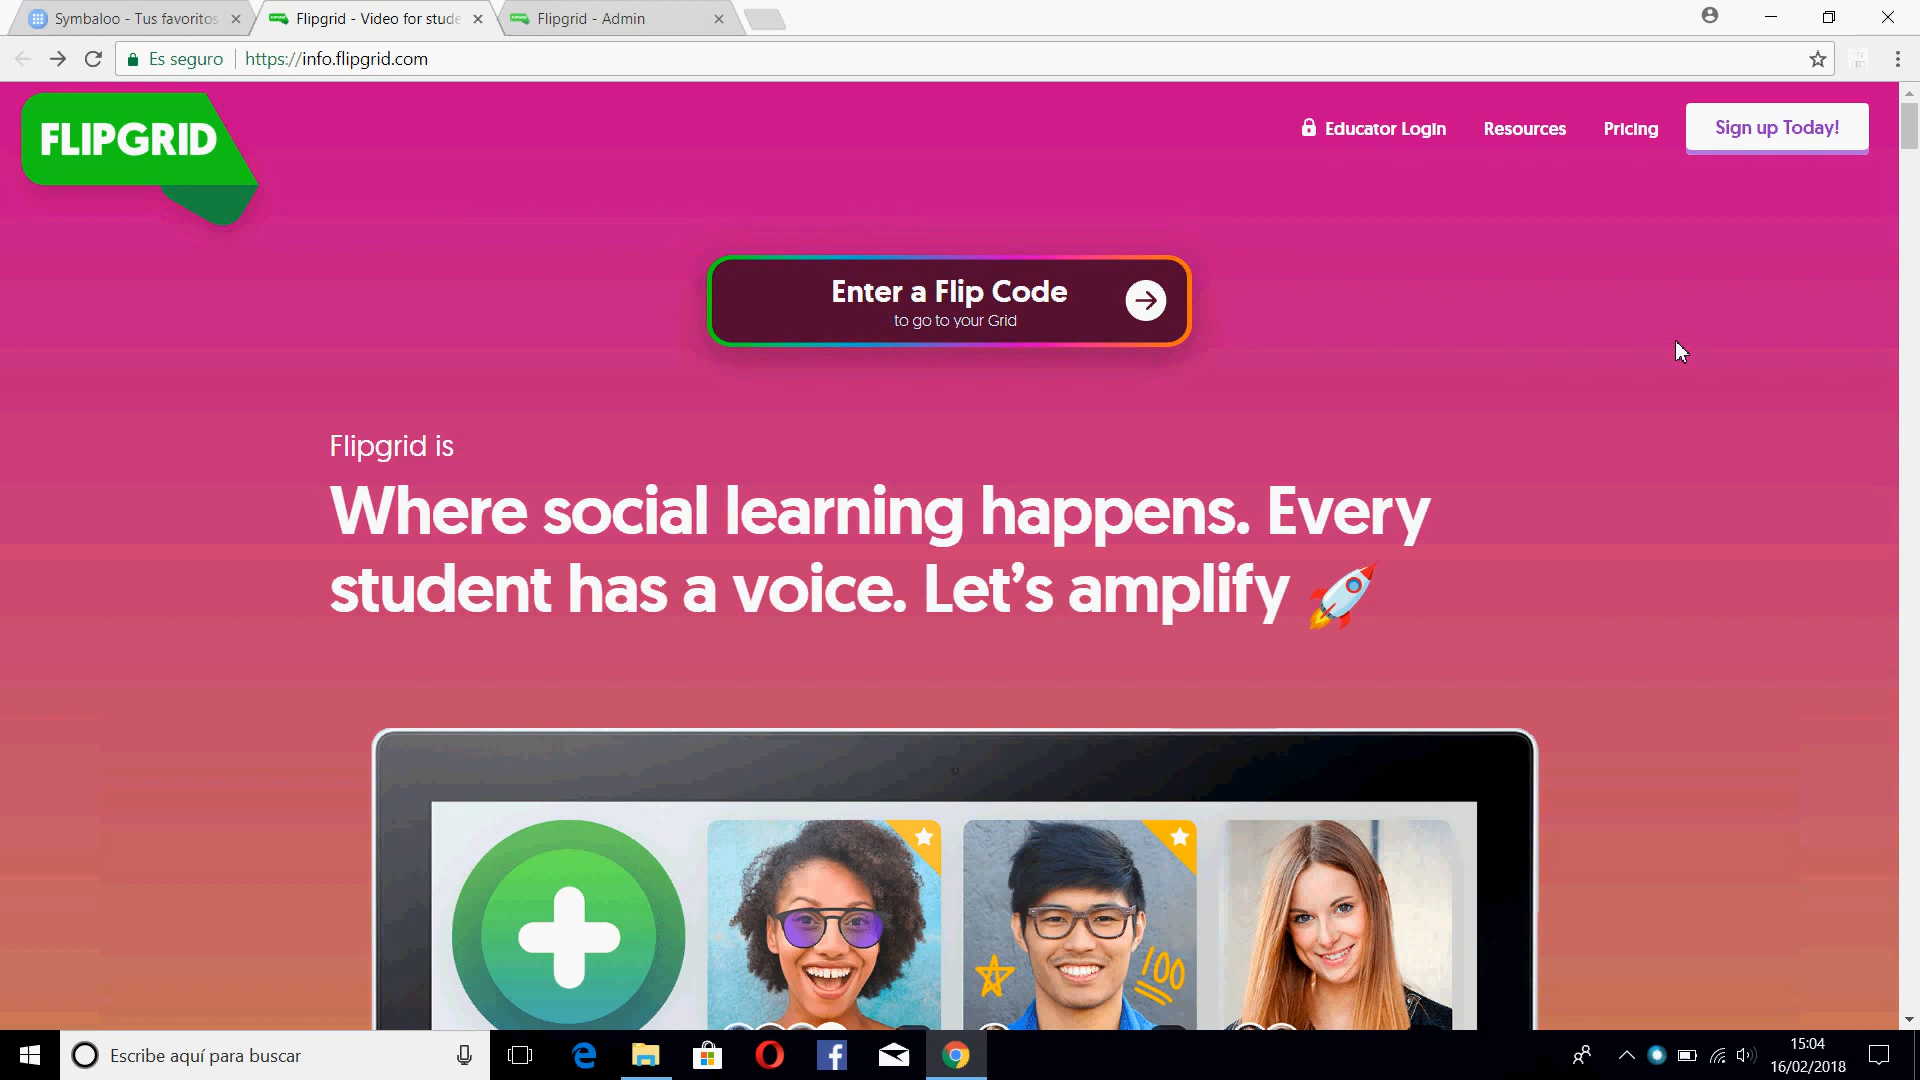 Symbaloo - Tus favoritos
Flipgrid - Video for stude
Flipgrid - Admin
Es seguro
https://info.flipgrid.com
FLIPGRID
Educator Login
Resources
Pricing
Sign up Today!
Enter a Flip Code
to go to your Grid
Flipgrid is
Where social learning happens. Every
student has a voice. Let’s amplify 🚀
100
Escribe aquí para buscar
15:04
16/02/2018